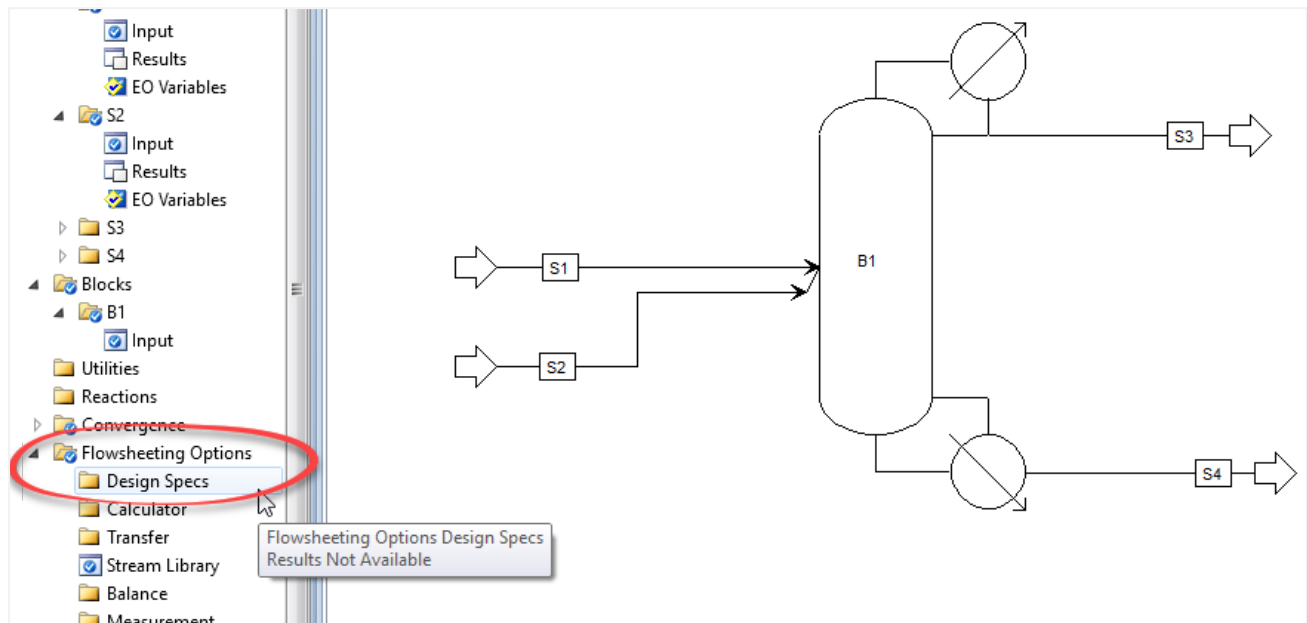 Input
Results
EO Variables
S2
Input
Results
EO Variables
S3
S4
Blocks
B1
Input
Utilities
Reactions
Convergence
Flowsheeting Options
Design Specs
Calculator
Transfer
Stream Library
Balance
Measurement
Flowsheeting Options Design Specs
Results Not Available
S1
S2
B1
S3
S4